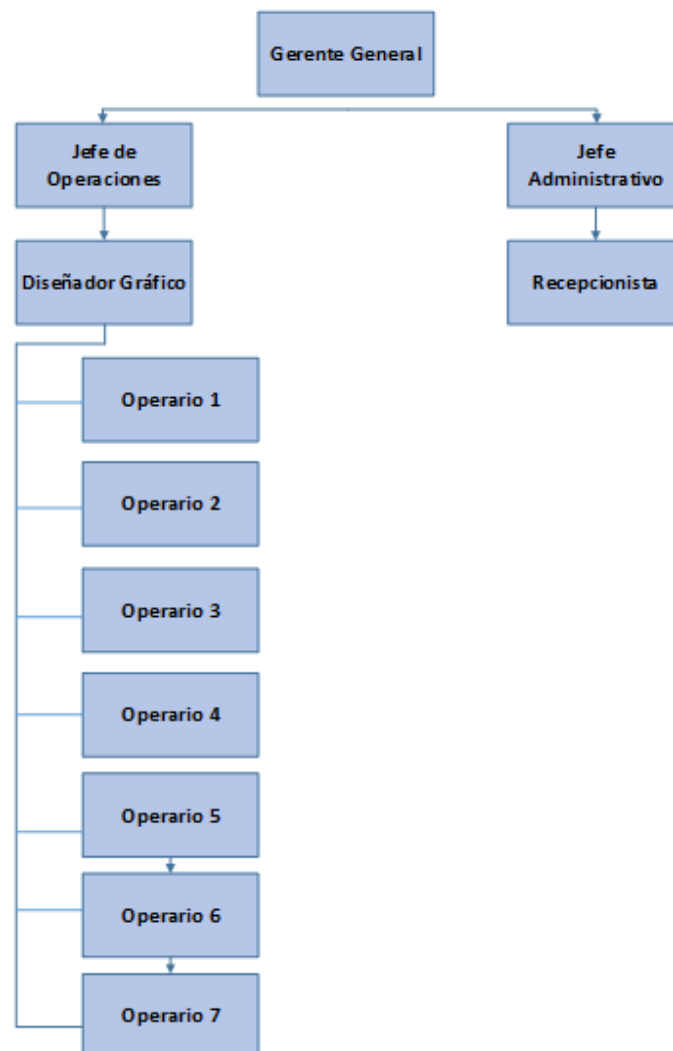 Gerente General
Jefe de
Operaciones
Jefe
Administrativo
Diseñador Gráfico
Recepcionista
Operario 1
Operario 2
Operario 3
Operario 4
Operario 5
Operario 6
Operario 7